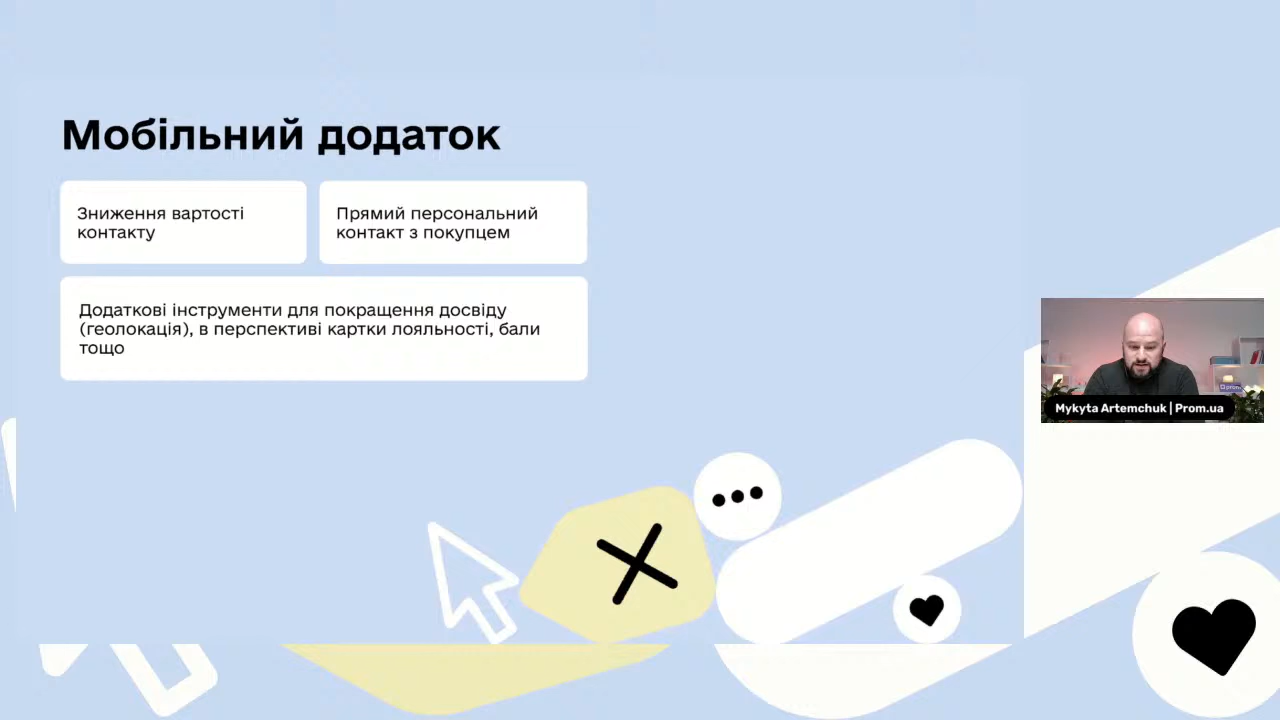 Мобільний додаток
Зниження вартості
контакту
Прямий персональний
контакт з покупцем
Додаткові інструменти для покращення досвіду
(геолокація), в перспективі картки лояльності, бали
тощо
Mykyta Artemchuk | Prom.ua